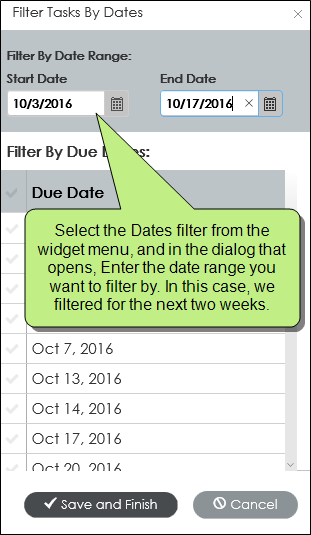 Filter Tasks By Dates
Filter By Date Range:
Start Date End Date
10/3/2016 10/17/2016
Filter By Due
Due Date
Select the Dates filter from the
widget menu, and in the dialog that
opens, Enter the date range you
want to filter by. In this case, we
filtered for the next two weeks.
Oct 7, 2016
Oct 13, 2016
Oct 14, 2016
Oct 17, 2016
Oct 20, 2016
Save and Finish Cancel